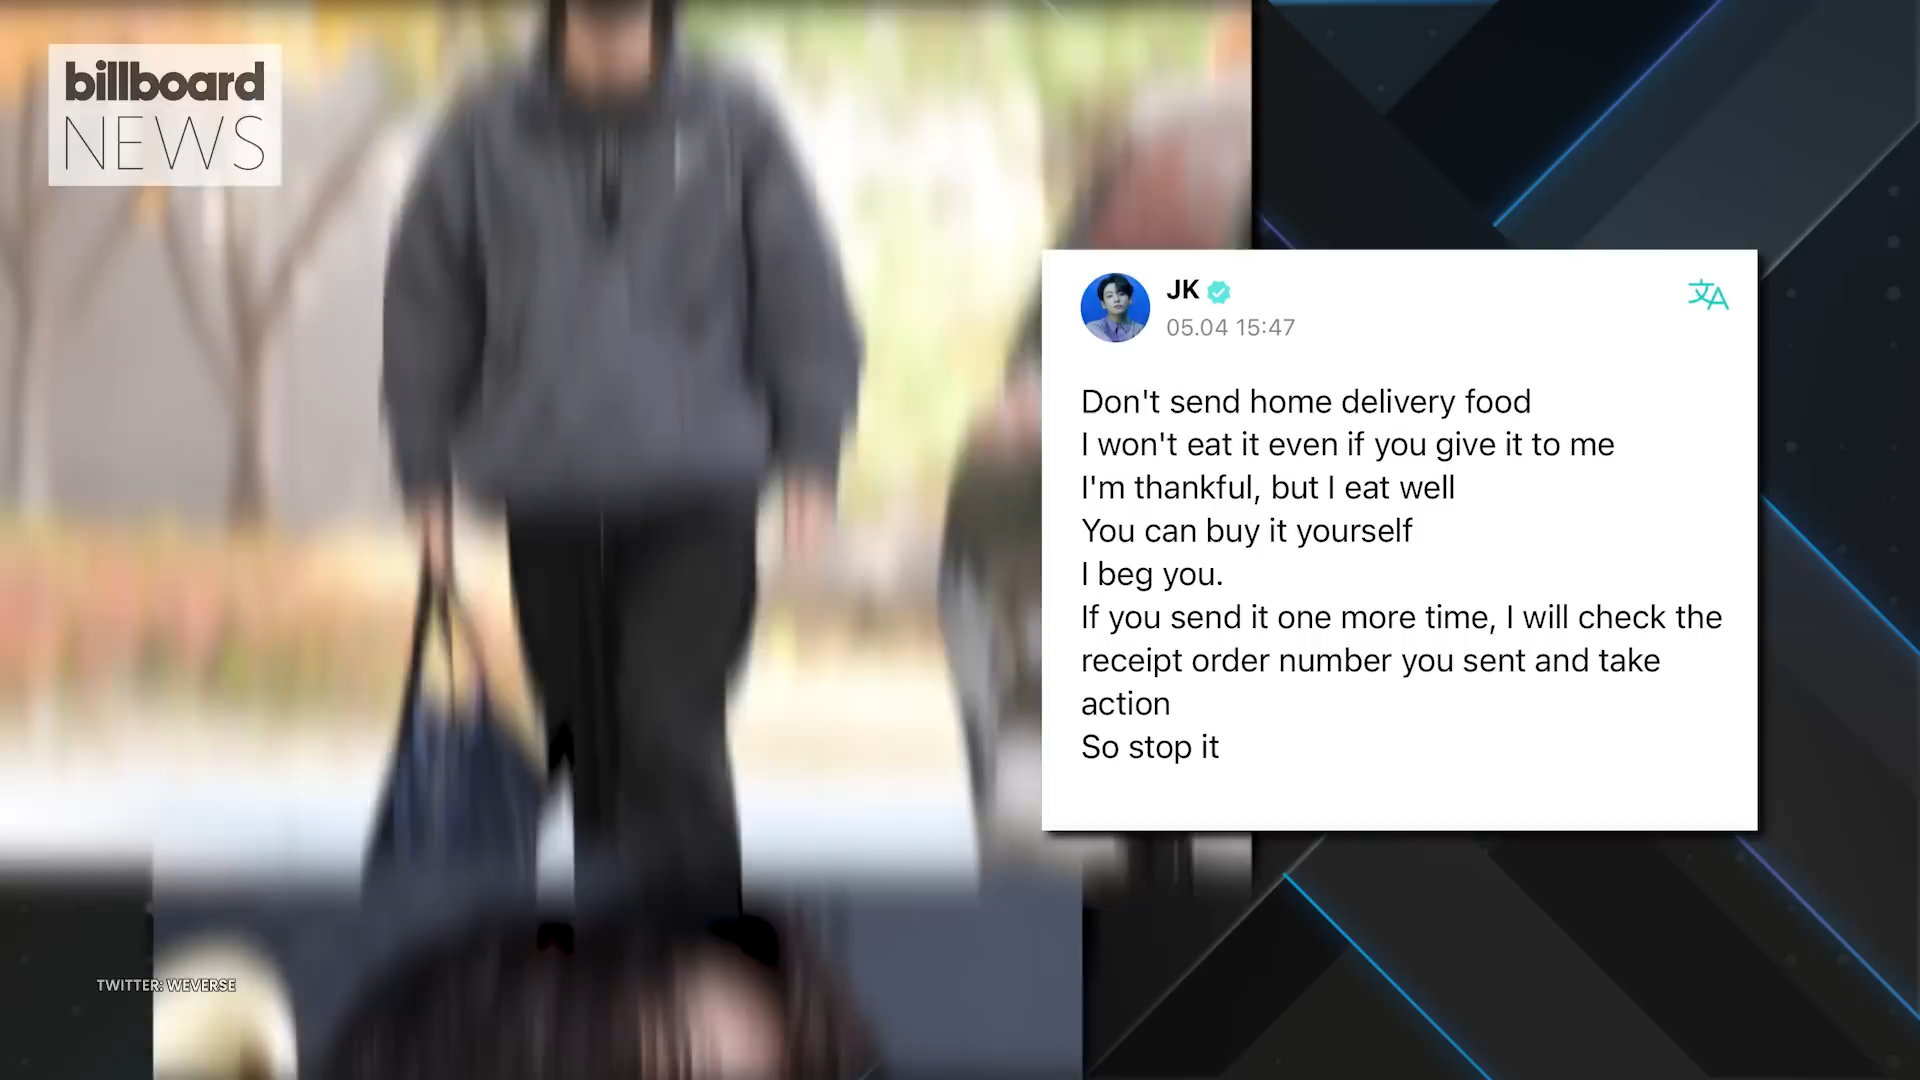 billboard
NEWS
JK
05.04 15:47
Don't send home delivery food
I won't eat it even if you give it to me
I'm thankful, but I eat well
You can buy it yourself
I beg you.
If you send it one more time, I will check the
receipt order number you sent and take
action
So stop it
TWITTER: WEVERSE